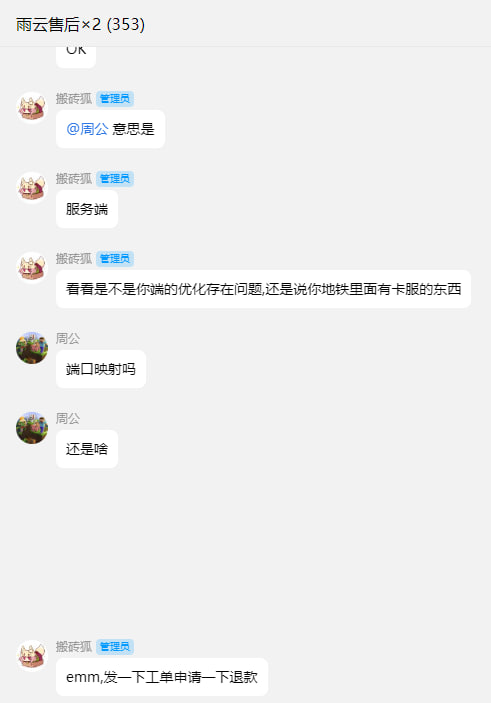 雨云售后×2 (353)
OK
搬砖狐 管理员
@周公 意思是
搬砖狐 管理员
服务端
搬砖狐 管理员
看看是不是你端的优化存在问题,还是说你地铁里面有卡服的东西
周公
端口映射吗
周公
还是啥
搬砖狐 管理员
emm,发一下工单申请一下退款